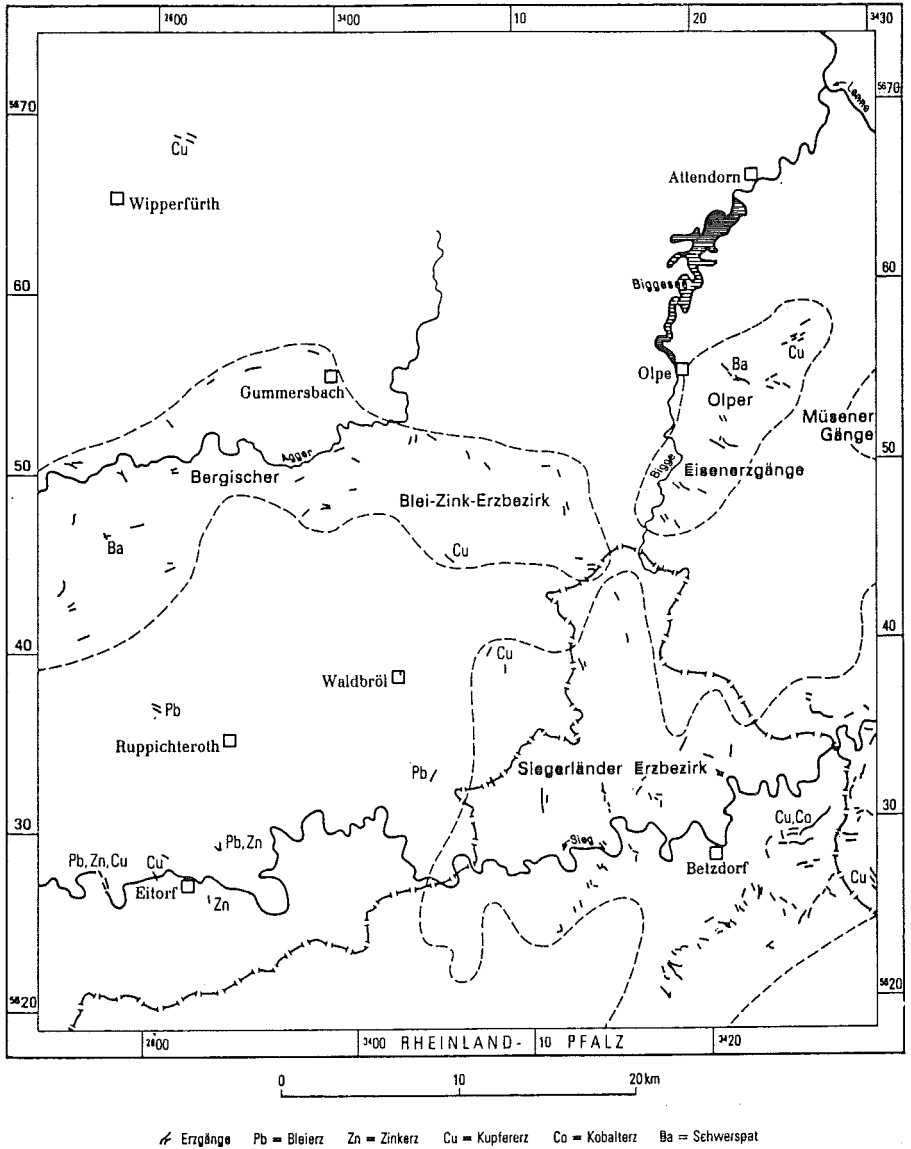 2600 3400 10 20 3430
5670 5670
Lenne
Cu
Attendorn
Wipperfürth
60 60
Biggesee
Cu
Ba
Olpe
Gummersbach
Olper
Müsener
Gänge
Agger
50 50
Bergischer
Bigge
Eisenerzgänge
Blei-Zink-Erzbezirk
Ba
Cu
40 40
Cu
Waldbröl
Pb
Ruppichteroth
Pb
Siegerländer Erzbezirk
30 30
Pb, Zn
Sieg
Cu, Co
Pb, Zn, Cu
Cu
Betzdorf
Cu
Eitorf
Zn
5620 5620
2600 3400 RHEINLAND- 10 PFALZ 3420
0 10 20 km
Erzgänge Pb = Bleierz Zn = Zinkerz Cu = Kupfererz Co = Kobalterz Ba = Schwerspat